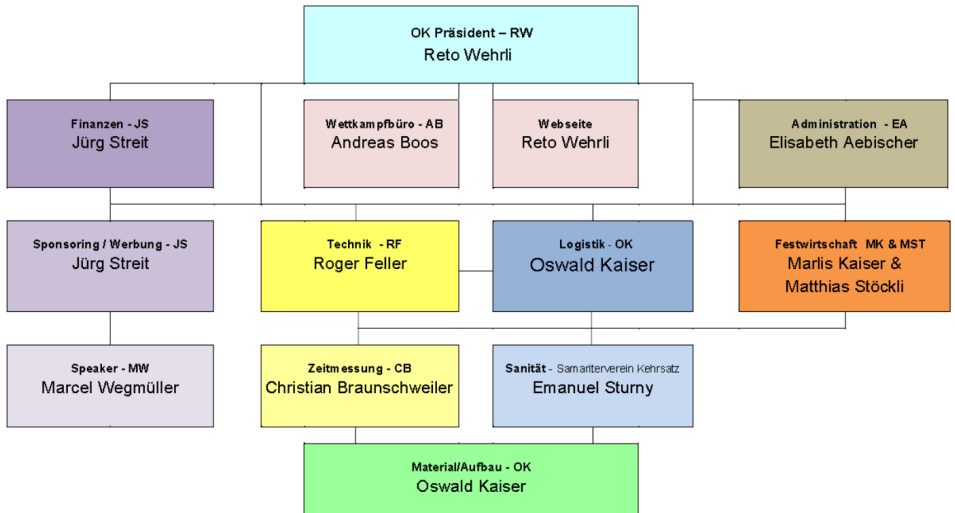 OK Präsident – RW
Reto Wehrli
Finanzen - JS
Jürg Streit
Wettkampfbüro - AB
Andreas Boos
Webseite
Reto Wehrli
Administration - EA
Elisabeth Aebischer
Sponsoring / Werbung - JS
Jürg Streit
Technik - RF
Roger Feller
Logistik - OK
Oswald Kaiser
Festwirtschaft MK & MST
Marlis Kaiser &
Matthias Stöckli
Speaker - MW
Marcel Wegmüller
Zeitmessung - CB
Christian Braunschweiler
Sanität - Samariterverein Kehrsatz
Emanuel Sturny
Material/Aufbau - OK
Oswald Kaiser